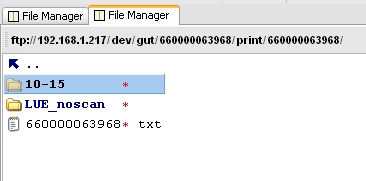 File Manager File Manager
ftp://192.168.1.217/dev/gut/660000063968/print/660000063968/
..
10-15 *
LUE_noscan *
660000063968* txt